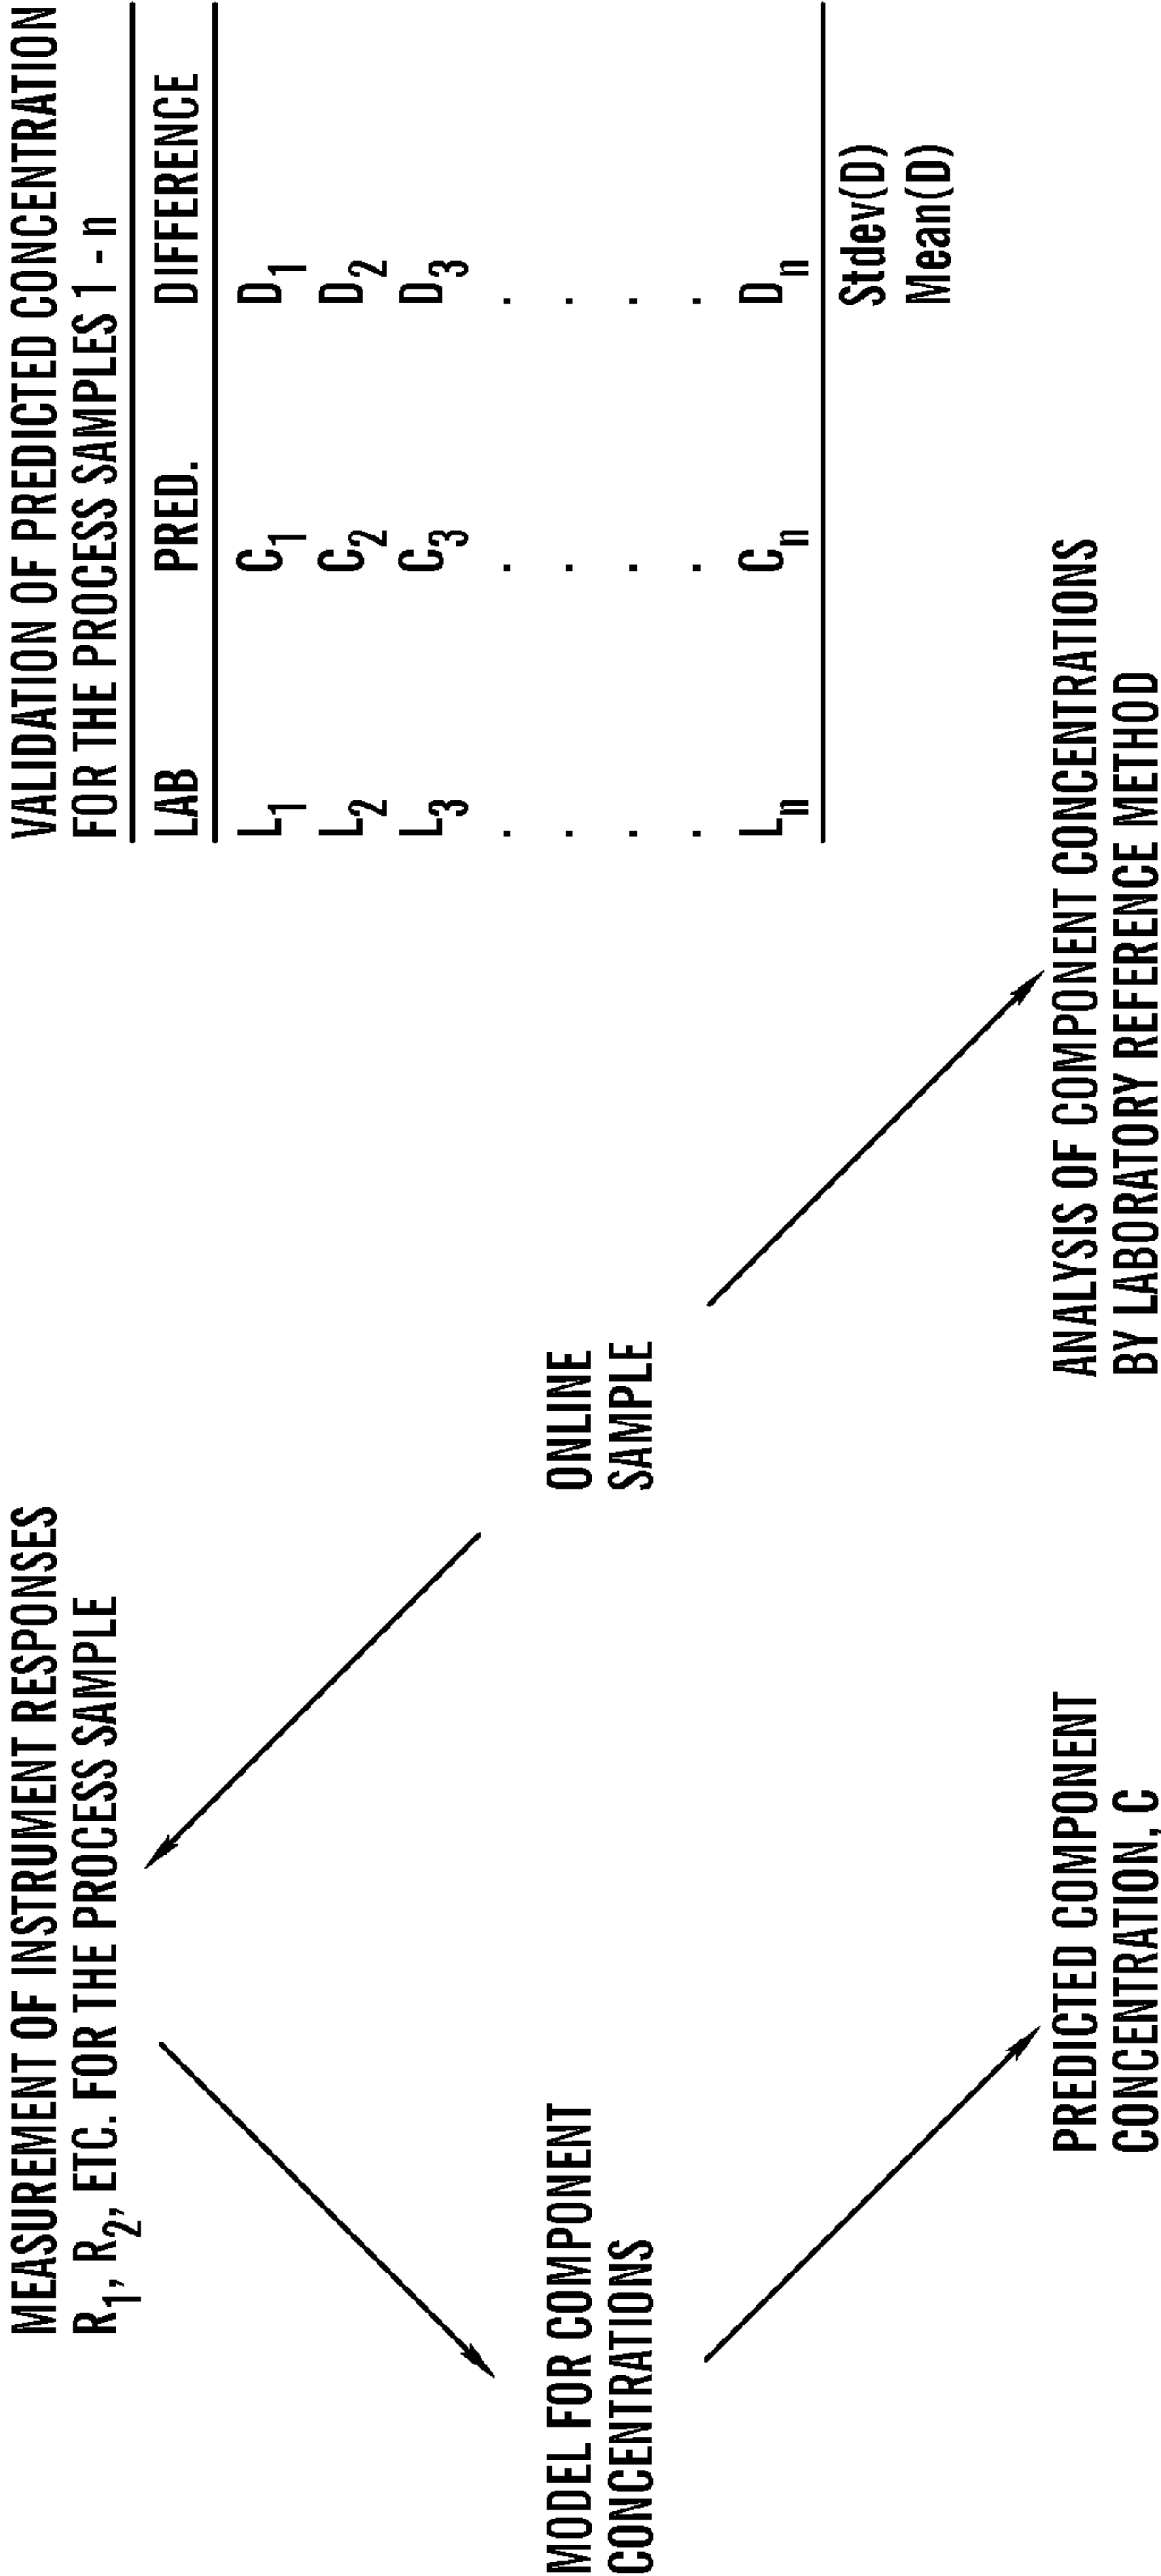 MEASUREMENT OF INSTRUMENT RESPONSES
R1, R2, ETC. FOR THE PROCESS SAMPLE
MODEL FOR COMPONENT
CONCENTRATIONS
ONLINE
SAMPLE
PREDICTED COMPONENT
CONCENTRATION, C
ANALYSIS OF COMPONENT CONCENTRATIONS
BY LABORATORY REFERENCE METHOD
VALIDATION OF PREDICTED CONCENTRATION
FOR THE PROCESS SAMPLES 1 - n
LAB PRED. DIFFERENCE
L1 C1 D1
L2 C2 D2
L3 C3 D3
. . .
. . .
. . .
. . .
Ln Cn Dn
Stdev(D)
Mean(D)